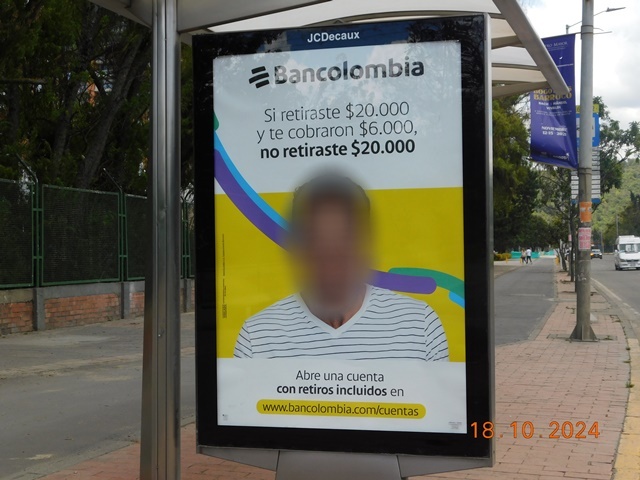 JCDecaux
Bancolombia
Si retiraste $20.000
y te cobraron $6.000,
no retiraste $20.000
Abre una cuenta
con retiros incluidos en
www.bancolombia.com/cuentas
18.10.2024